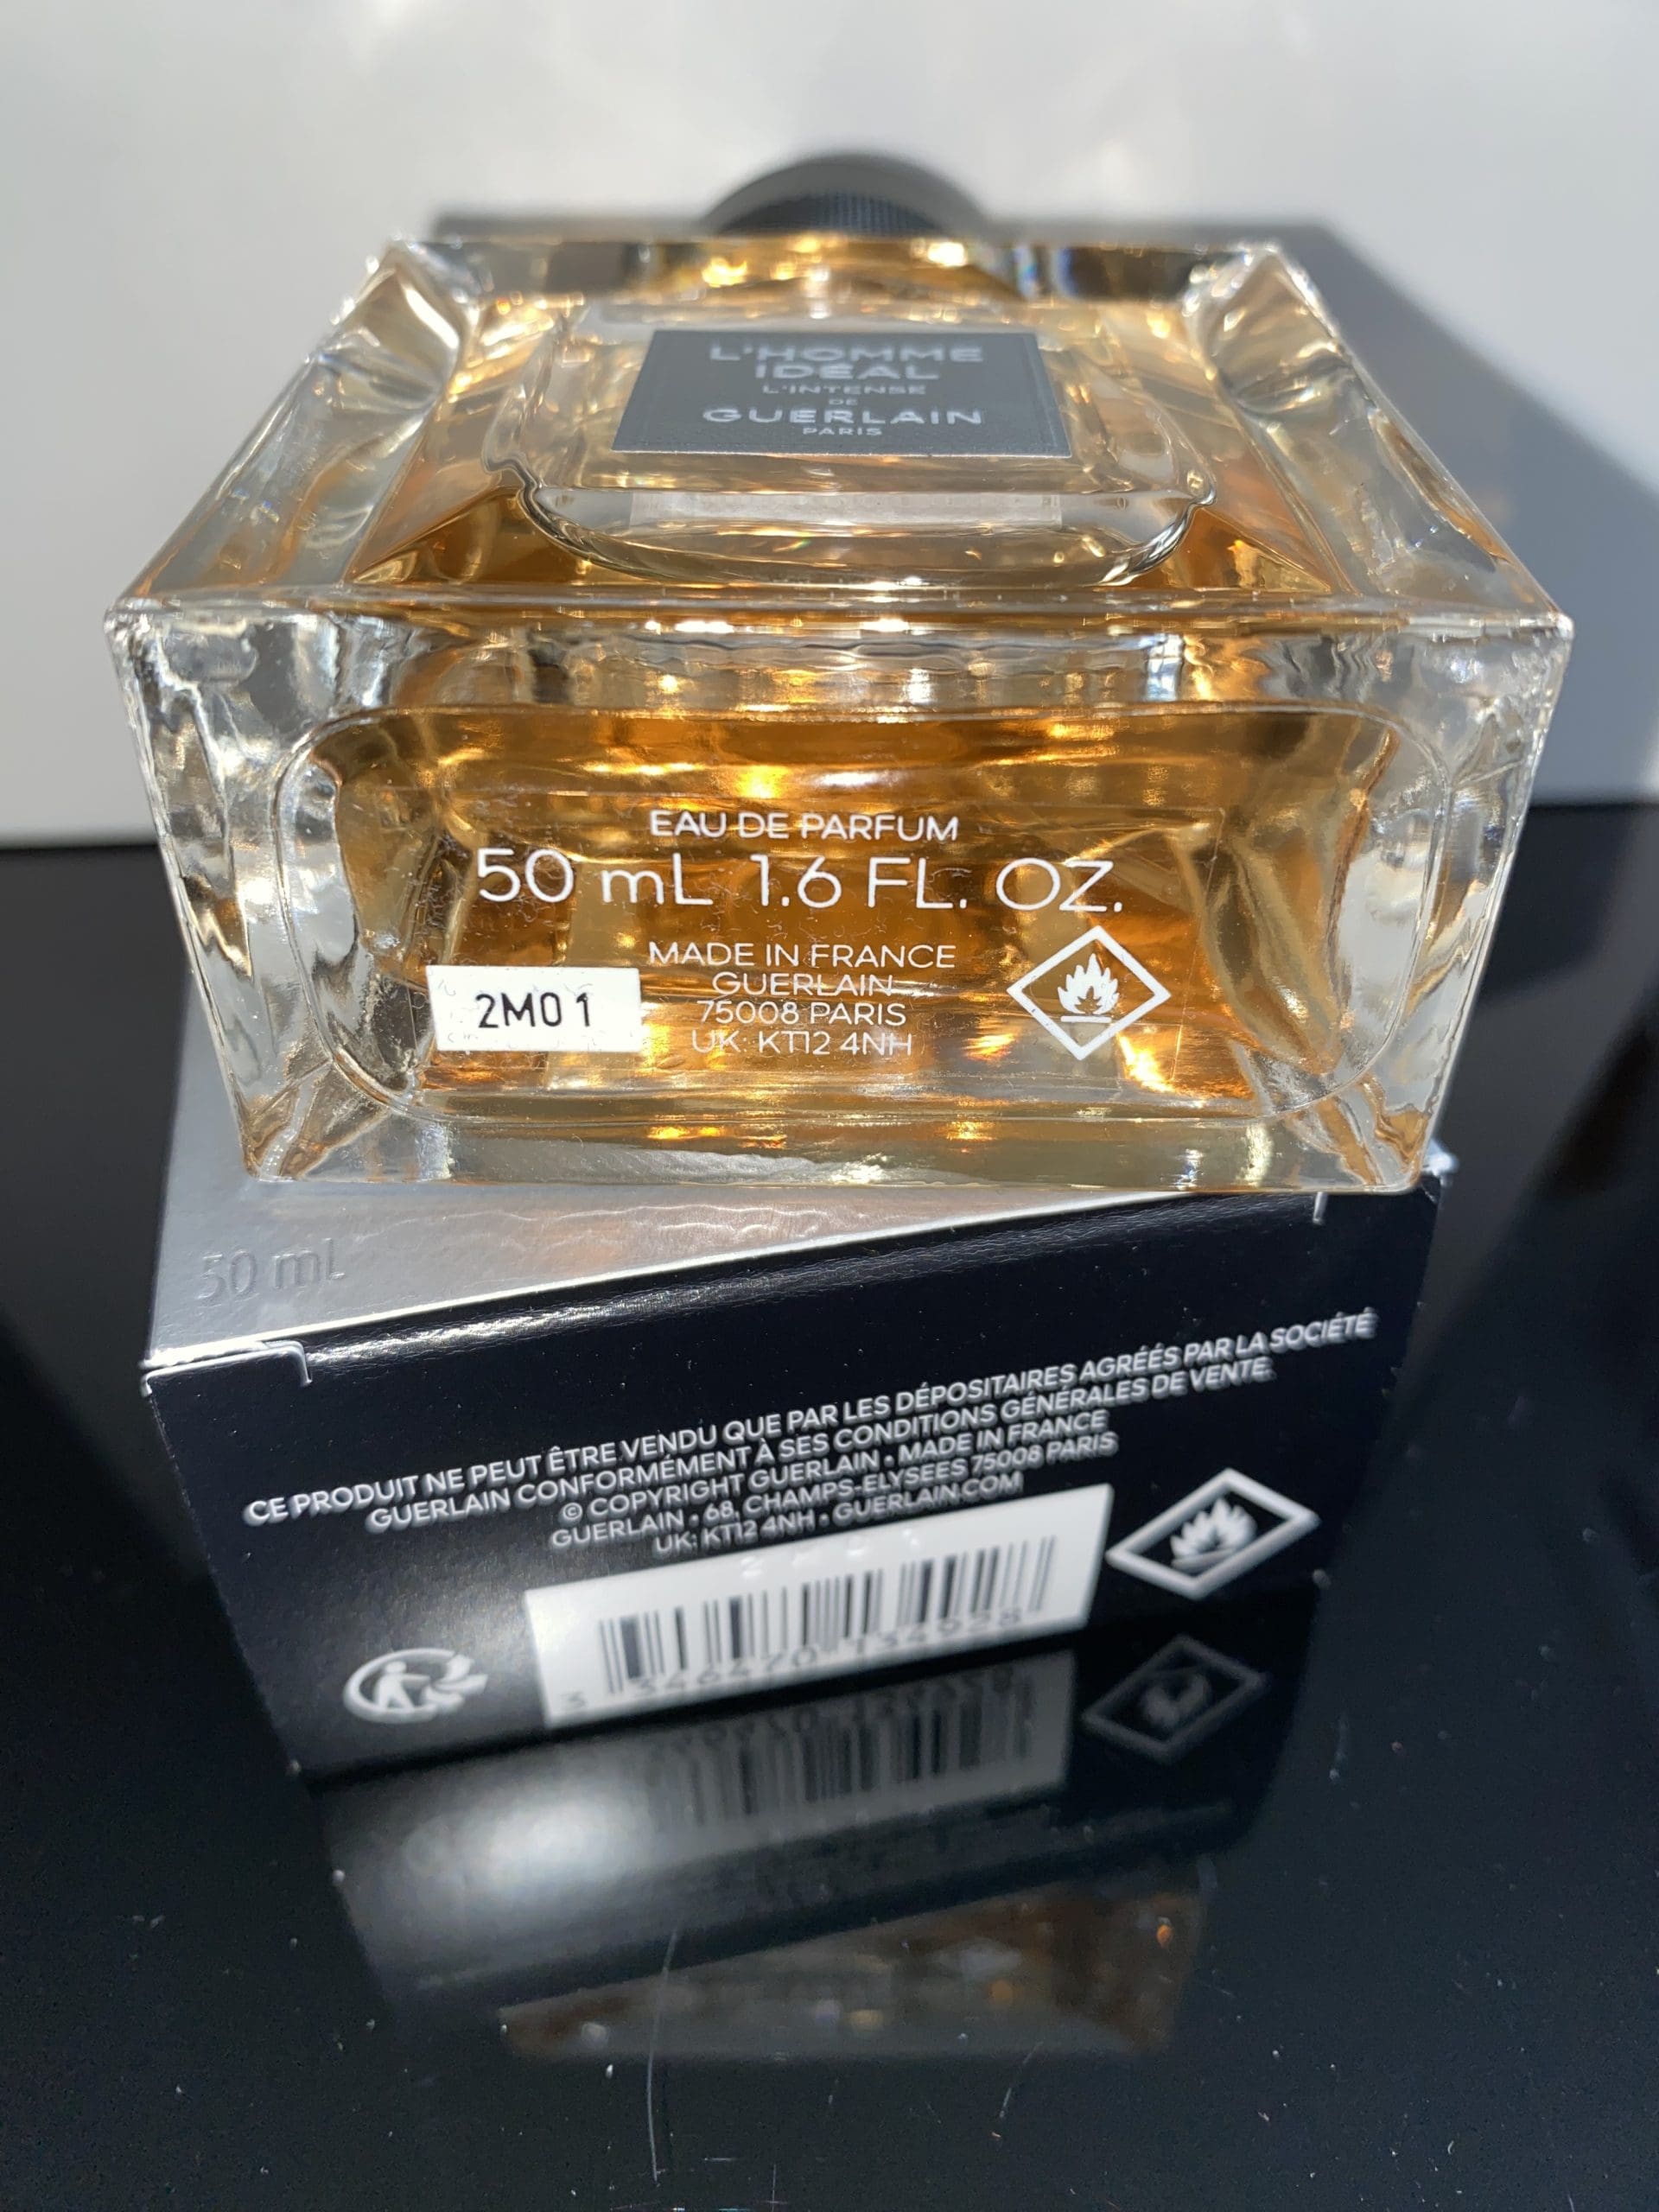 L'HOMME
IDÉAL
L'INTENSE
DE
GUERLAIN
PARIS
EAU DE PARFUM
50 mL 1.6 FL. OZ.
MADE IN FRANCE
GUERLAIN
75008 PARIS
UK: KT12 4NH
2M01
50 mL
CE PRODUIT NE PEUT ÊTRE VENDU QUE PAR LES DÉPOSITAIRES AGRÉÉS PAR LA SOCIÉTÉ
GUERLAIN CONFORMÉMENT À SES CONDITIONS GÉNÉRALES DE VENTE.
© COPYRIGHT GUERLAIN • MADE IN FRANCE
GUERLAIN • 68, CHAMPS-ELYSEES 75008 PARIS
UK: KT12 4NH • GUERLAIN.COM